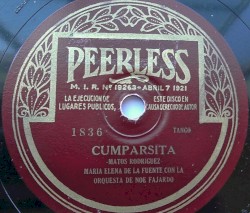 PEERLESS
M. I. R. Nº 19263 - ABRIL 7 1921
LA EJECUCION DE
LUGARES PUBLICOS,
ESTE DISCO EN
CAUSA DERECHO DE AUTOR
1836
TANGO
CUMPARSITA
-MATOS RODRIGUEZ-
MARIA ELENA DE LA FUENTE CON LA
ORQUESTA DE NOE FAJARDO